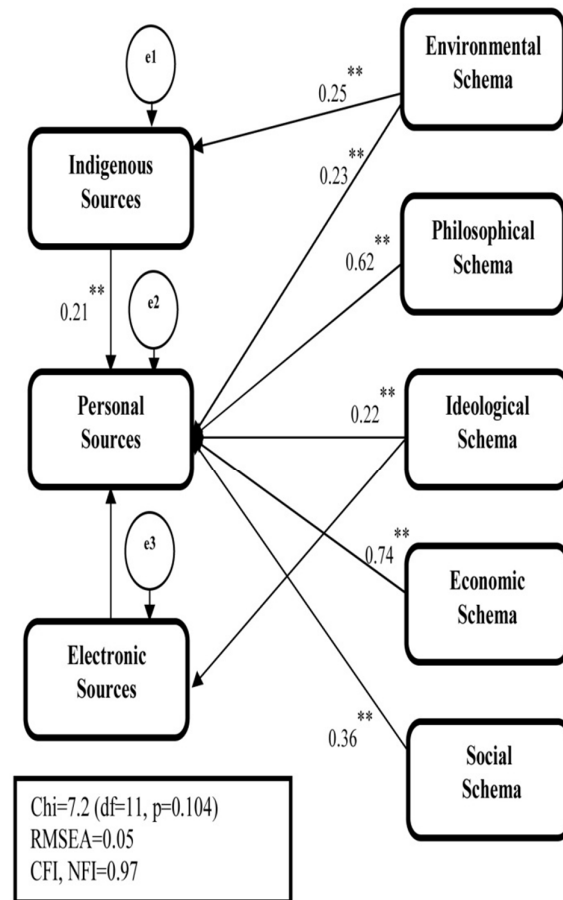 e1
Environmental
Schema
0.25**
Indigenous
Sources
0.23**
Philosophical
Schema
0.62**
0.21**
e2
Personal
Sources
0.22**
Ideological
Schema
e3
0.74**
Economic
Schema
Electronic
Sources
0.36**
Social
Schema
Chi=7.2 (df=11, p=0.104)
RMSEA=0.05
CFI, NFI=0.97